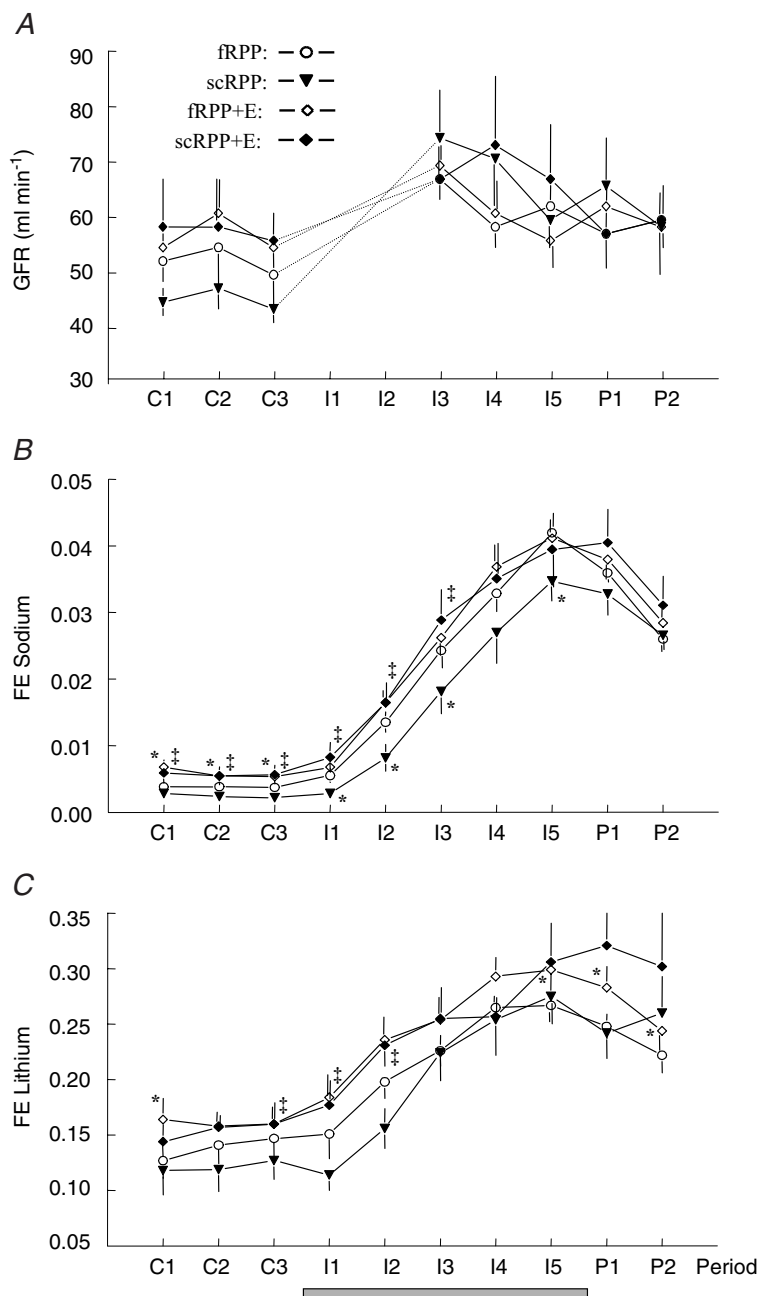 A
fRPP:
scRPP:
fRPP+E:
scRPP+E:
GFR (ml min⁻¹)
90
80
70
60
50
40
30
C1 C2 C3 I1 I2 I3 I4 I5 P1 P2
B
FE Sodium
0.05
0.04
0.03
0.02
0.01
0.00
* ‡ * ‡ * ‡ ‡ * ‡ * ‡ * *
C1 C2 C3 I1 I2 I3 I4 I5 P1 P2
C
FE Lithium
0.35
0.30
0.25
0.20
0.15
0.10
0.05
* ‡ ‡ ‡ * * *
C1 C2 C3 I1 I2 I3 I4 I5 P1 P2 Period